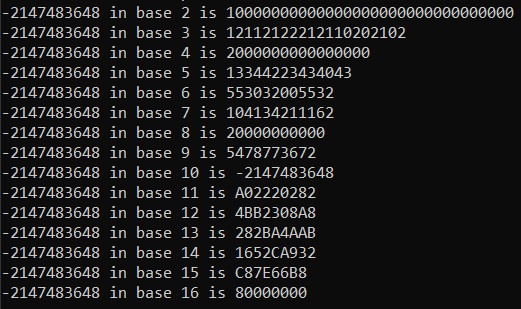 -2147483648 in base 2 is 10000000000000000000000000000000
-2147483648 in base 3 is 12112122212110202102
-2147483648 in base 4 is 2000000000000000
-2147483648 in base 5 is 13344223434043
-2147483648 in base 6 is 553032005532
-2147483648 in base 7 is 104134211162
-2147483648 in base 8 is 20000000000
-2147483648 in base 9 is 5478773672
-2147483648 in base 10 is -2147483648
-2147483648 in base 11 is A02220282
-2147483648 in base 12 is 4BB2308A8
-2147483648 in base 13 is 282BA4AAB
-2147483648 in base 14 is 1652CA932
-2147483648 in base 15 is C87E66B8
-2147483648 in base 16 is 80000000